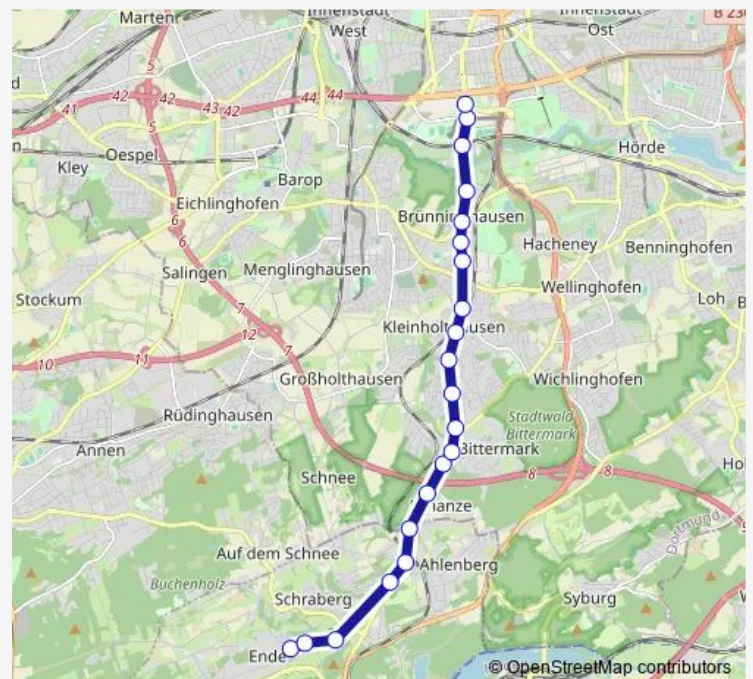 Marten
Innenstadt
West
Innenstadt
Ost
B 23
5
42
42
43
42
44
44
41
5
Kley
Oespel
Hörde
Barop
Eichlinghofen
Brünninghausen
6
6
Hacheney
Benninghofen
Salingen
Menglinghausen
Stockum
7
Wellinghofen
Loh
12
7
Kleinholthausen
10
11
Großholthausen
Wichlinghofen
Rüdinghausen
Stadtwald
Bittermark
Annen
Bittermark
8
8
Schnee
Dortmund
Auf dem Schnee
Ahlenberg
Buchenholz
Schraberg
Syburg
Ende
© OpenStreetMap contributors